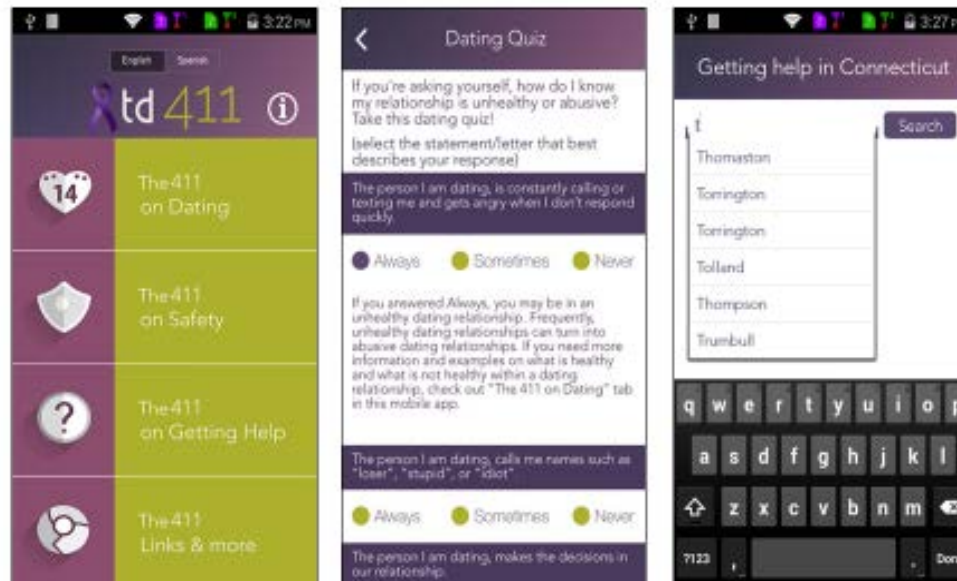 3:22 PM
English Spanish
td 411
14
The 411
on Dating
The 411
on Safety
?
The 411
on Getting Help
The 411
Links & more
Dating Quiz
If you're asking yourself, how do I know
my relationship is unhealthy or abusive?
Take this dating quiz!
(select the statement/letter that best
describes your response)
The person I am dating, is constantly calling or
texting me and gets angry when I don't respond
quickly.
Always Sometimes Never
If you answered Always, you may be in an
unhealthy dating relationship. Frequently,
unhealthy dating relationships can turn into
abusive dating relationships. If you need more
information and examples on what is healthy
and what is not healthy within a dating
relationship, check out "The 411 on Dating" tab
in this mobile app.
The person I am dating, calls me names such as
"loser", "stupid", or "idiot"
Always Sometimes Never
The person I am dating, makes the decisions in
our relationship.
3:27 P
Getting help in Connecticut
t Search
Thomaston
Torrington
Torrington
Tolland
Thompson
Trumbull
q w e r t y u i o p
a s d f g h j k l
z x c v b n m
?123 , . Don